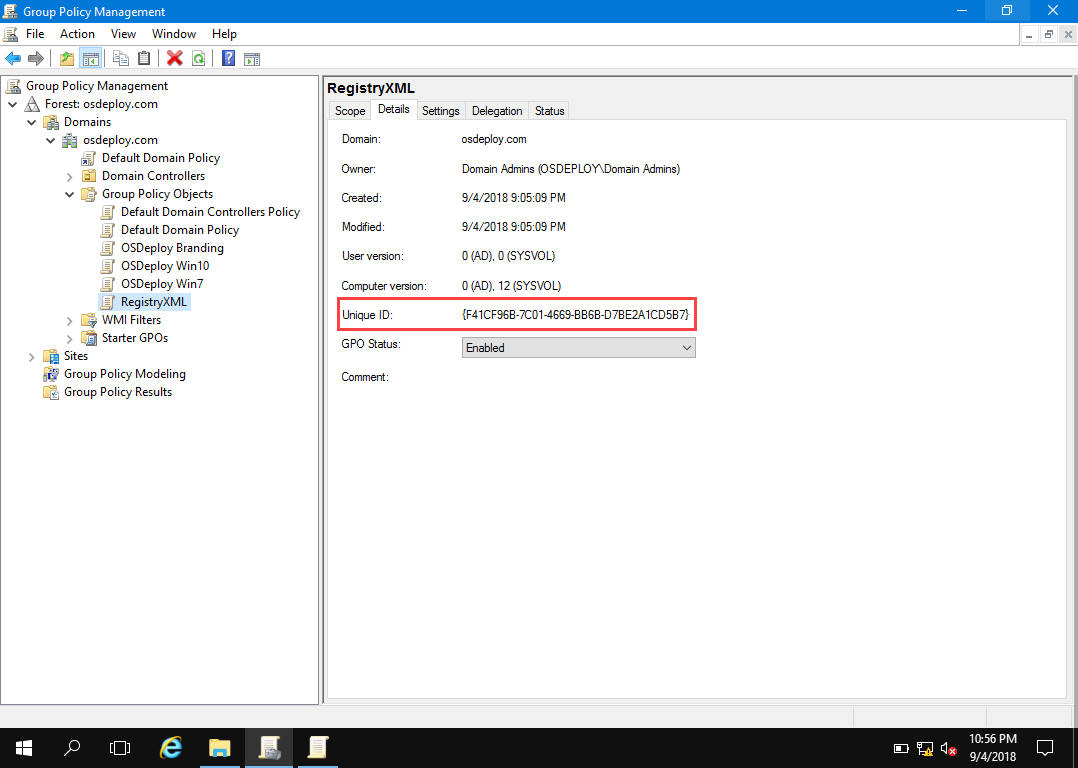 Group Policy Management
File Action View Window Help
Group Policy Management
Forest: osdeploy.com
Domains
osdeploy.com
Default Domain Policy
Domain Controllers
Group Policy Objects
Default Domain Controllers Policy
Default Domain Policy
OSDeploy Branding
OSDeploy Win10
OSDeploy Win7
RegistryXML
WMI Filters
Starter GPOs
Sites
Group Policy Modeling
Group Policy Results
RegistryXML
Scope Details Settings Delegation Status
Domain: osdeploy.com
Owner: Domain Admins (OSDEPLOY\Domain Admins)
Created: 9/4/2018 9:05:09 PM
Modified: 9/4/2018 9:05:09 PM
User version: 0 (AD), 0 (SYSVOL)
Computer version: 0 (AD), 12 (SYSVOL)
Unique ID: {F41CF96B-7C01-4669-BB6B-D7BE2A1CD5B7}
GPO Status: Enabled
Comment:
10:56 PM
9/4/2018